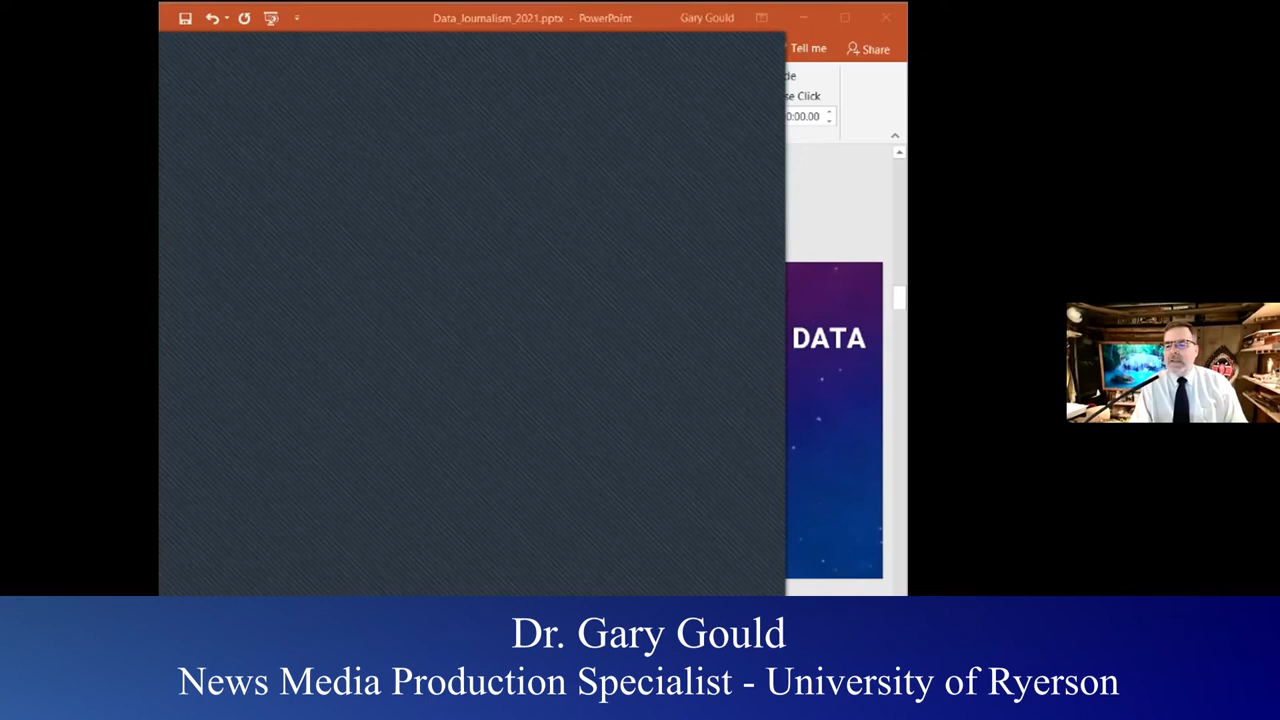 Data_Journalism_2021.pptx - PowerPoint
Gary Gould
Tell me
Share
de
se Click
0:00.00
DATA
Dr. Gary Gould
News Media Production Specialist - University of Ryerson